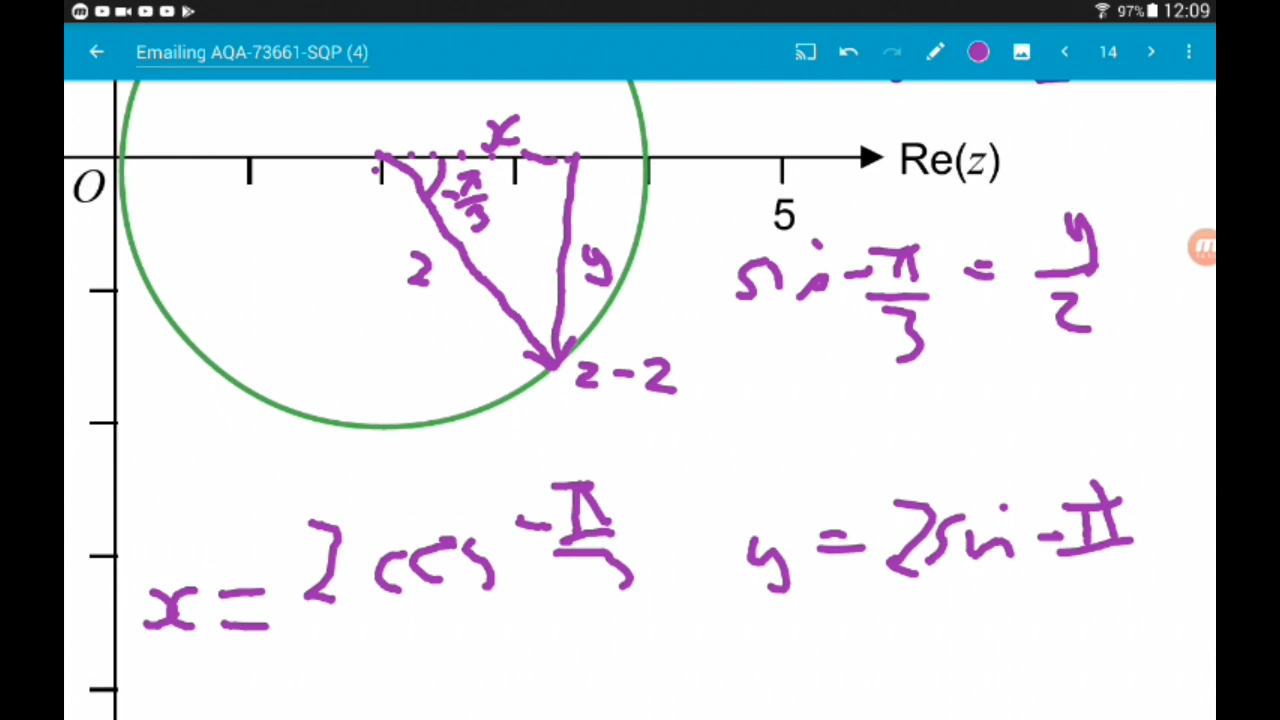 97% 12:09
Emailing AQA-73661-SQP (4)
14
x
O
Re(z)
-π/3
5
2
y
sin -π/3 = y/2
z-2
x = 2 cos -π/3
y = 2 sin -π